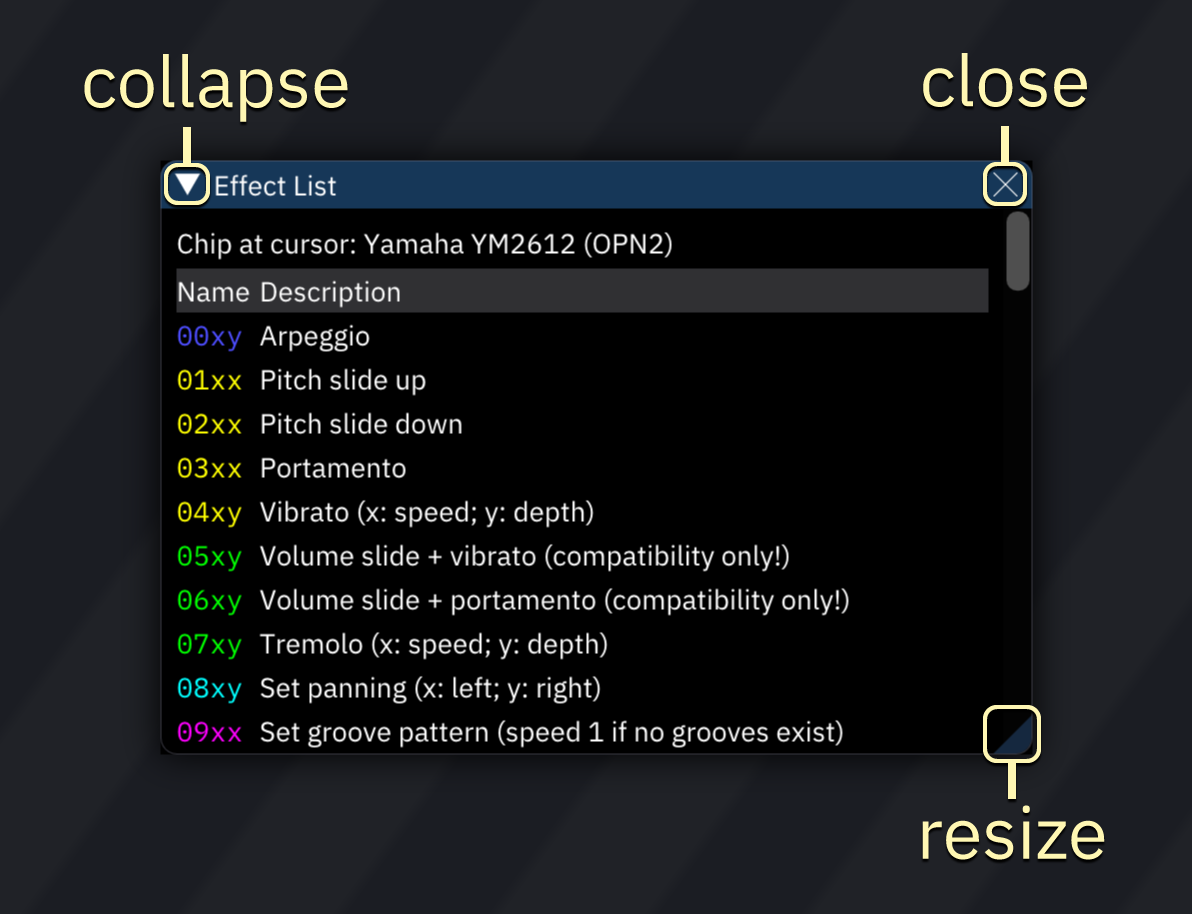 collapse
close
Effect List
Chip at cursor: Yamaha YM2612 (OPN2)
Name Description
00xy Arpeggio
01xx Pitch slide up
02xx Pitch slide down
03xx Portamento
04xy Vibrato (x: speed; y: depth)
05xy Volume slide + vibrato (compatibility only!)
06xy Volume slide + portamento (compatibility only!)
07xy Tremolo (x: speed; y: depth)
08xy Set panning (x: left; y: right)
09xx Set groove pattern (speed 1 if no grooves exist)
resize